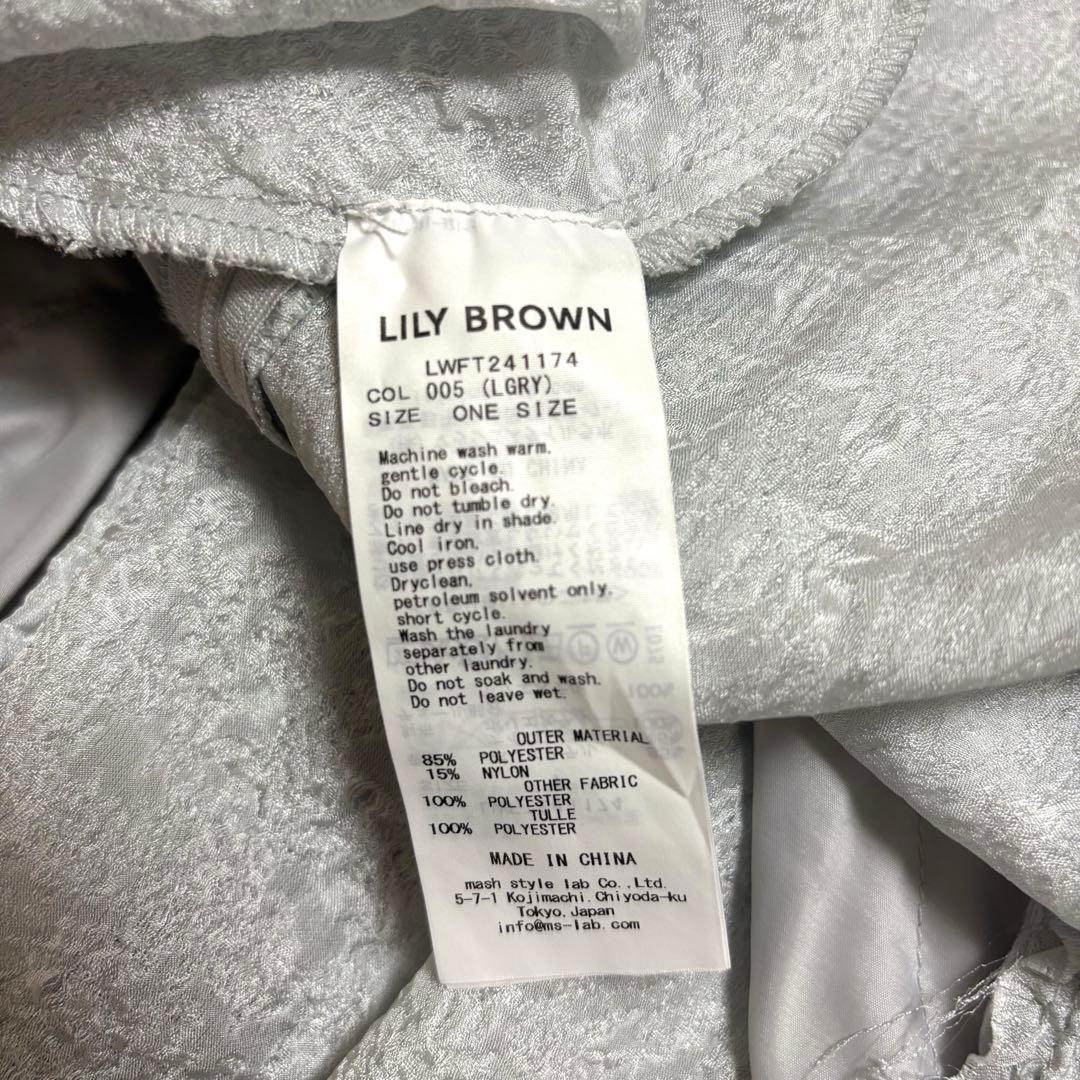 LILY BROWN
LWFT241174
COL 005 (LGRY)
SIZE ONE SIZE
Machine wash warm,
gentle cycle.
Do not bleach.
Do not tumble dry.
Line dry in shade.
Cool iron,
use press cloth.
Dryclean,
petroleum solvent only,
short cycle.
Wash the laundry
separately from
other laundry.
Do not soak and wash.
Do not leave wet.
OUTER MATERIAL
85% POLYESTER
15% NYLON
OTHER FABRIC
100% POLYESTER
TULLE
100% POLYESTER
MADE IN CHINA
mash style lab Co.,Ltd.
5-7-1 Kojimachi.Chiyoda-ku
Tokyo, Japan
info@ms-lab.com